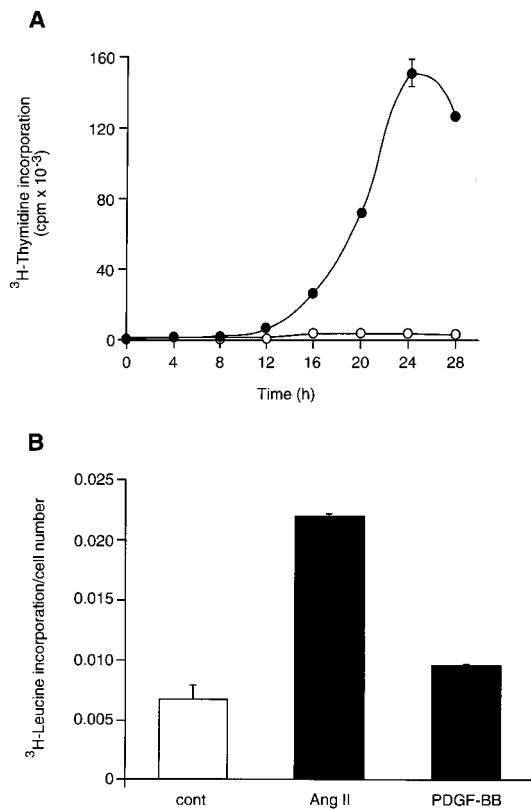 A
³H-Thymidine incorporation
(cpm x 10⁻³)
160
120
80
40
0
0 4 8 12 16 20 24 28
Time (h)
B
³H-Leucine incorporation/cell number
0.025
0.020
0.015
0.010
0.005
0
cont Ang II PDGF-BB